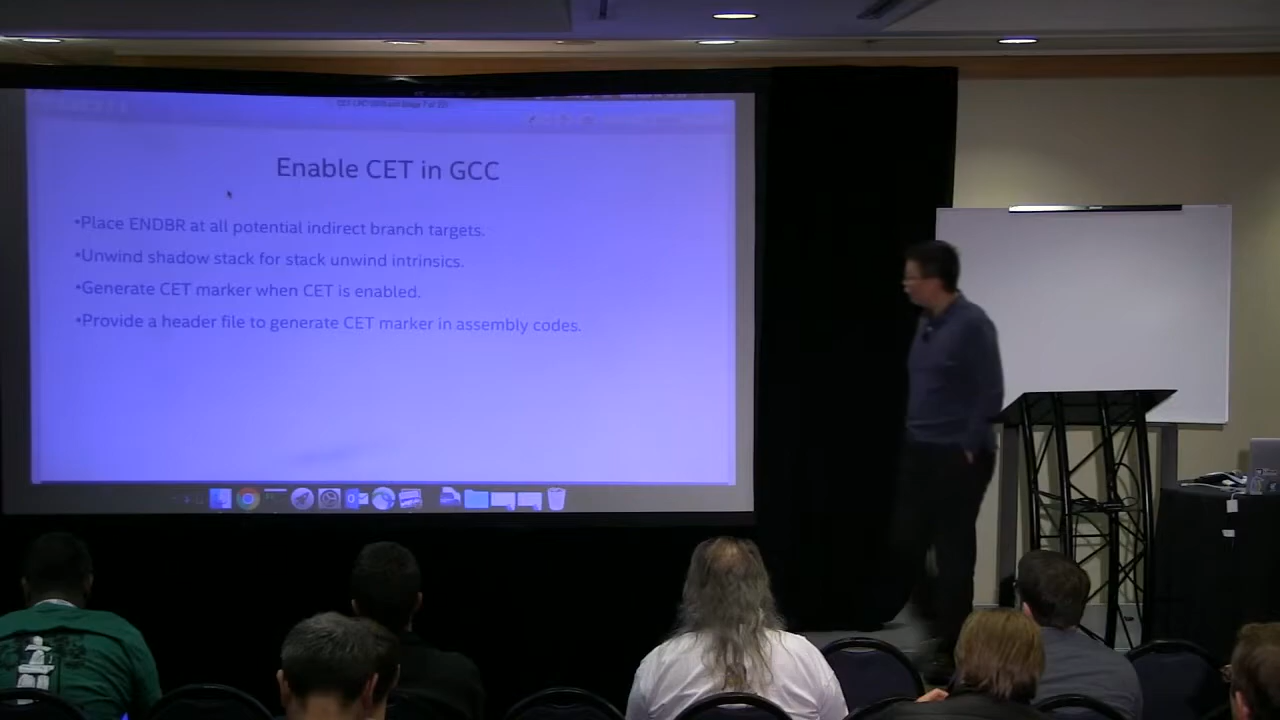 Enable CET in GCC
•Place ENDBR at all potential indirect branch targets.
•Unwind shadow stack for stack unwind intrinsics.
•Generate CET marker when CET is enabled.
•Provide a header file to generate CET marker in assembly codes.